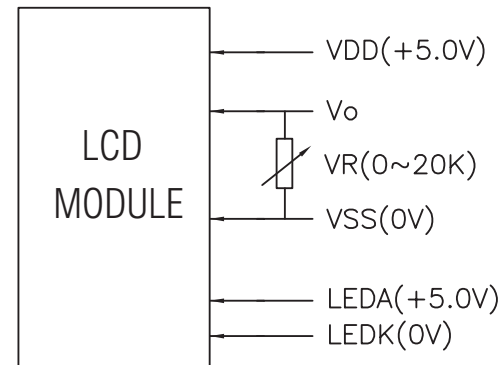 VDD(+5.0V)
Vo
LCD
MODULE
VR(0~20K)
VSS(0V)
LEDA(+5.0V)
LEDK(0V)